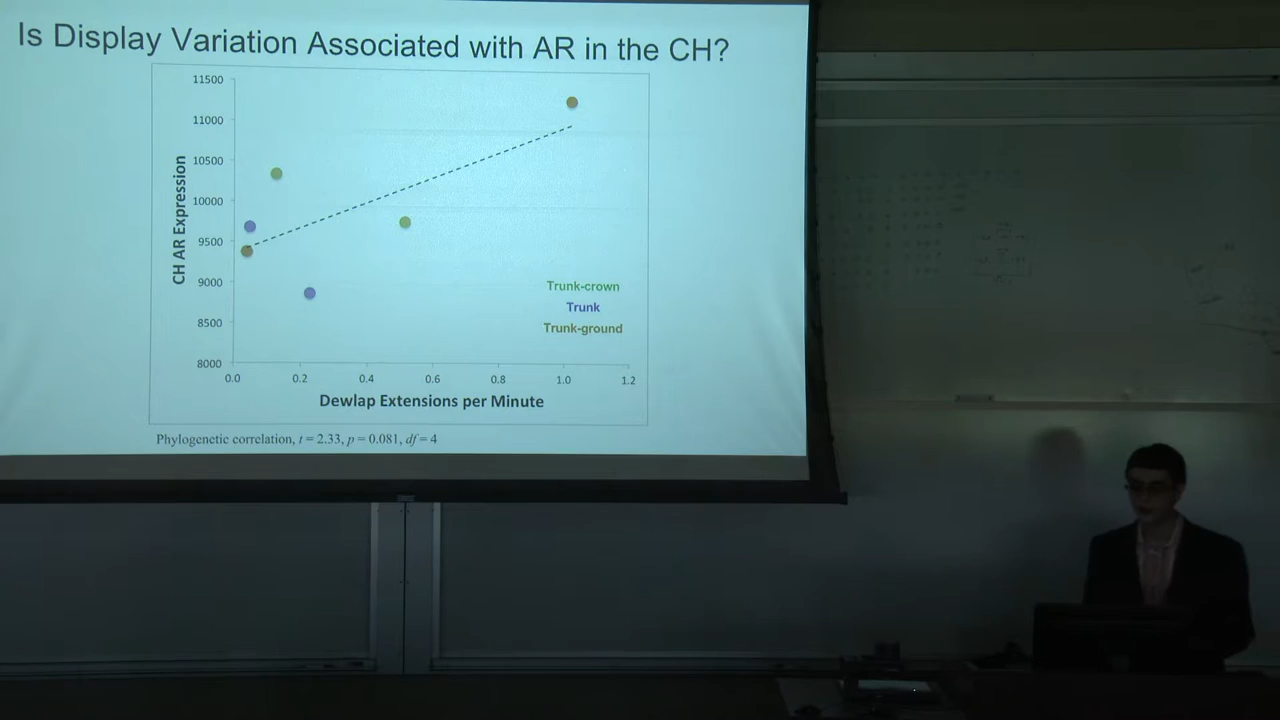 Is Display Variation Associated with AR in the CH?
11500
11000
10500
10000
9500
9000
8500
8000
CH AR Expression
Trunk-crown
Trunk
Trunk-ground
0.0 0.2 0.4 0.6 0.8 1.0 1.2
Dewlap Extensions per Minute
Phylogenetic correlation, t = 2.33, p = 0.081, df = 4